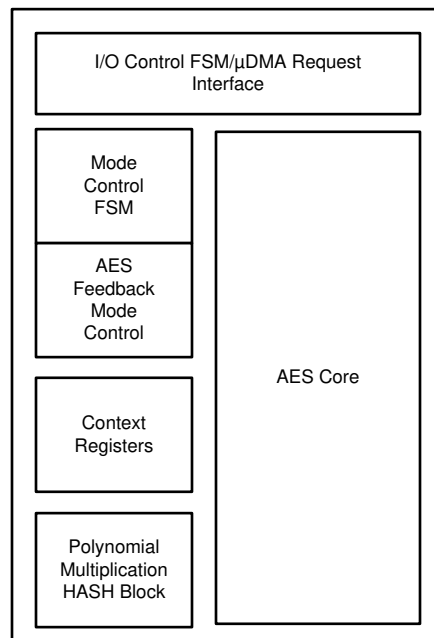 I/O Control FSM/µDMA Request
Interface
Mode
Control
FSM
AES
Feedback
Mode
Control
Context
Registers
Polynomial
Multiplication
HASH Block
AES Core